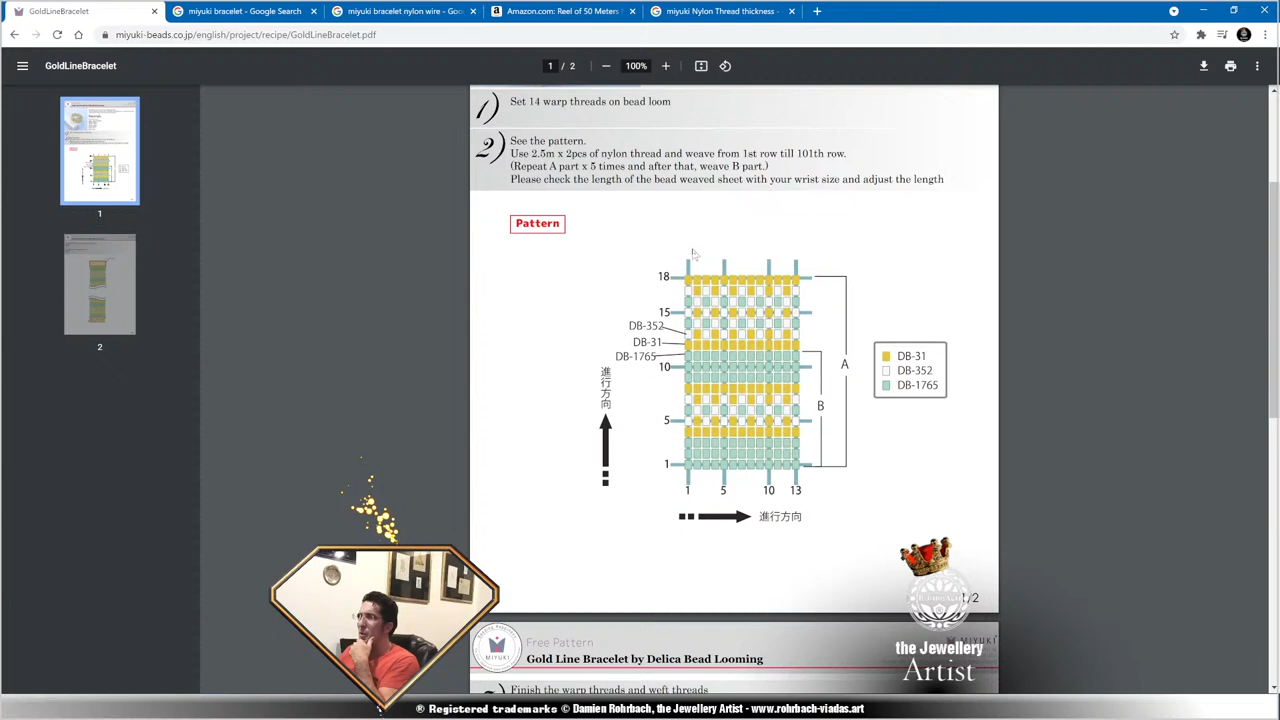 GoldLineBracelet
miyuki bracelet - Google Search
miyuki bracelet nylon wire - Goo
Amazon.com: Reel of 50 Meters
miyuki Nylon Thread thickness -
miyuki-beads.co.jp/english/project/recipe/GoldLineBracelet.pdf
GoldLineBracelet
1 / 2
100%
1
2
1) Set 14 warp threads on bead loom
2) See the pattern.
Use 2.5m x 2pcs of nylon thread and weave from 1st row till 101th row.
(Repeat A part x 5 times and after that, weave B part.)
Please check the length of the bead weaved sheet with your wrist size and adjust the length
Pattern
18
15
DB-352
DB-31
DB-1765
10
5
1
進行方向
A
B
DB-31
DB-352
DB-1765
1 5 10 13
進行方向
1/2
Free Pattern
MIYUKI
MIYUKI
Gold Line Bracelet by Delica Bead Looming
Finish the warp threads and weft threads
the Jewellery
Artist
® Registered trademarks © Damien Rohrbach, the Jewellery Artist - www.rohrbach-viadas.art